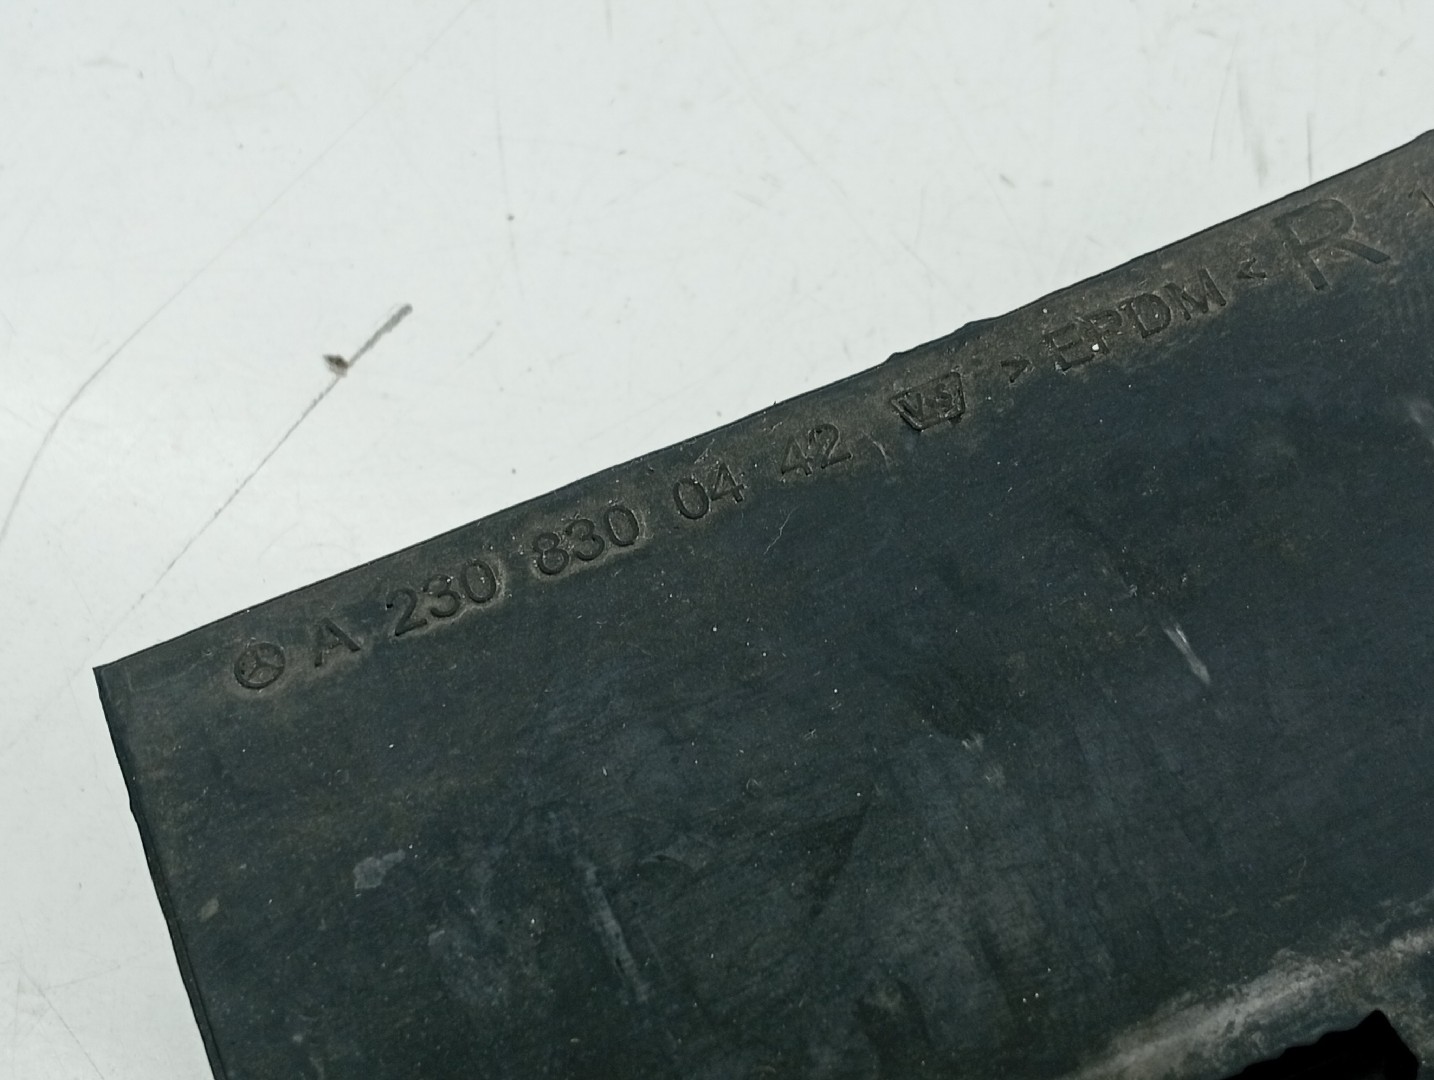 A 230 830 04 42 V-S >EPDM< R